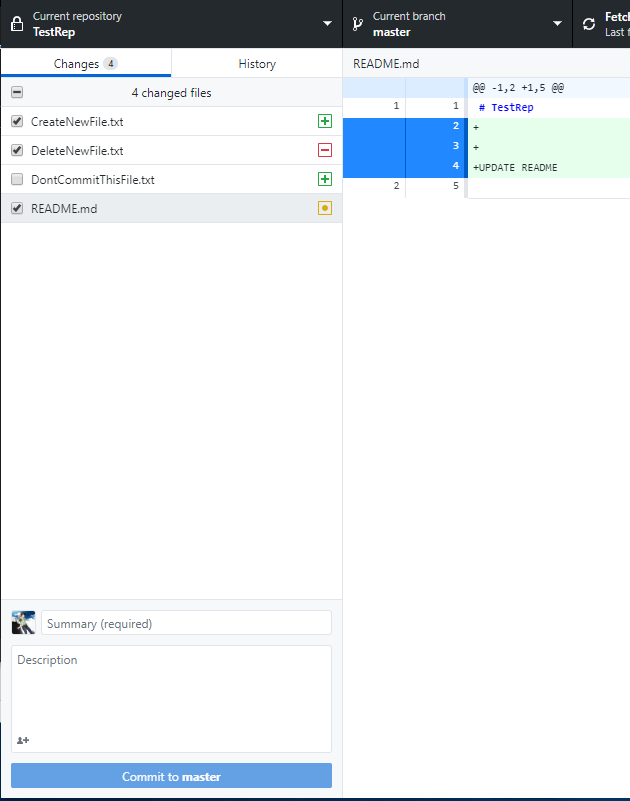 Current repository
TestRep
Current branch
master
Fetc
Last f
Changes 4
History
README.md
4 changed files
@@ -1,2 +1,5 @@
CreateNewFile.txt
1 1 # TestRep
DeleteNewFile.txt
2 +
3 +
DontCommitThisFile.txt
4 +UPDATE README
README.md
2 5
Summary (required)
Description
Commit to master